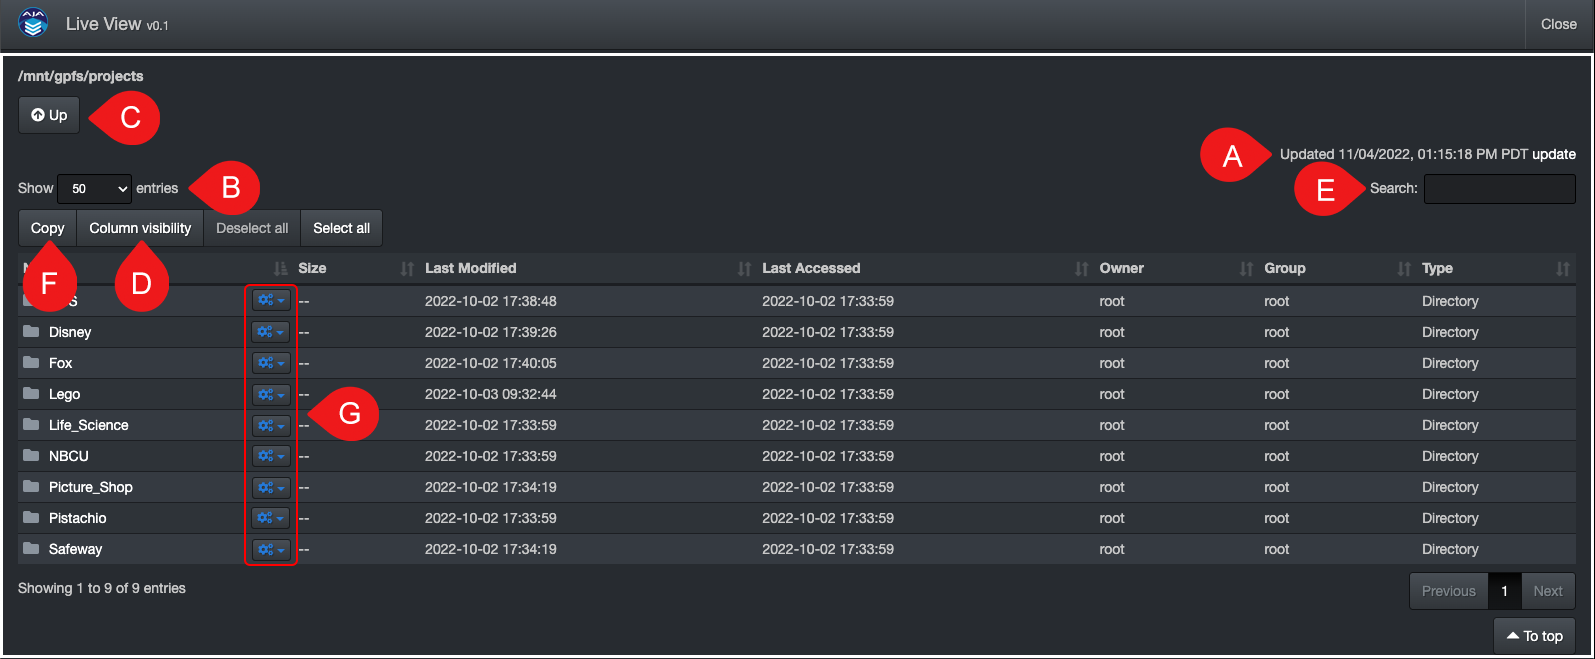 AJA
Live View v0.1
Close
/mnt/gpfs/projects
Up
C
A
Updated 11/04/2022, 01:15:18 PM PDT update
Show 50 entries
B
E
Search:
Copy
Column visibility
Deselect all
Select all
F
D
Size Last Modified Last Accessed Owner Group Type
-- 2022-10-02 17:38:48 2022-10-02 17:33:59 root root Directory
Disney -- 2022-10-02 17:39:26 2022-10-02 17:33:59 root root Directory
Fox -- 2022-10-02 17:40:05 2022-10-02 17:33:59 root root Directory
Lego -- 2022-10-03 09:32:44 2022-10-02 17:33:59 root root Directory
G
Life_Science -- 2022-10-02 17:33:59 2022-10-02 17:33:59 root root Directory
NBCU -- 2022-10-02 17:33:59 2022-10-02 17:33:59 root root Directory
Picture_Shop -- 2022-10-02 17:34:19 2022-10-02 17:33:59 root root Directory
Pistachio -- 2022-10-02 17:33:59 2022-10-02 17:33:59 root root Directory
Safeway -- 2022-10-02 17:34:19 2022-10-02 17:33:59 root root Directory
Showing 1 to 9 of 9 entries
Previous 1 Next
To top